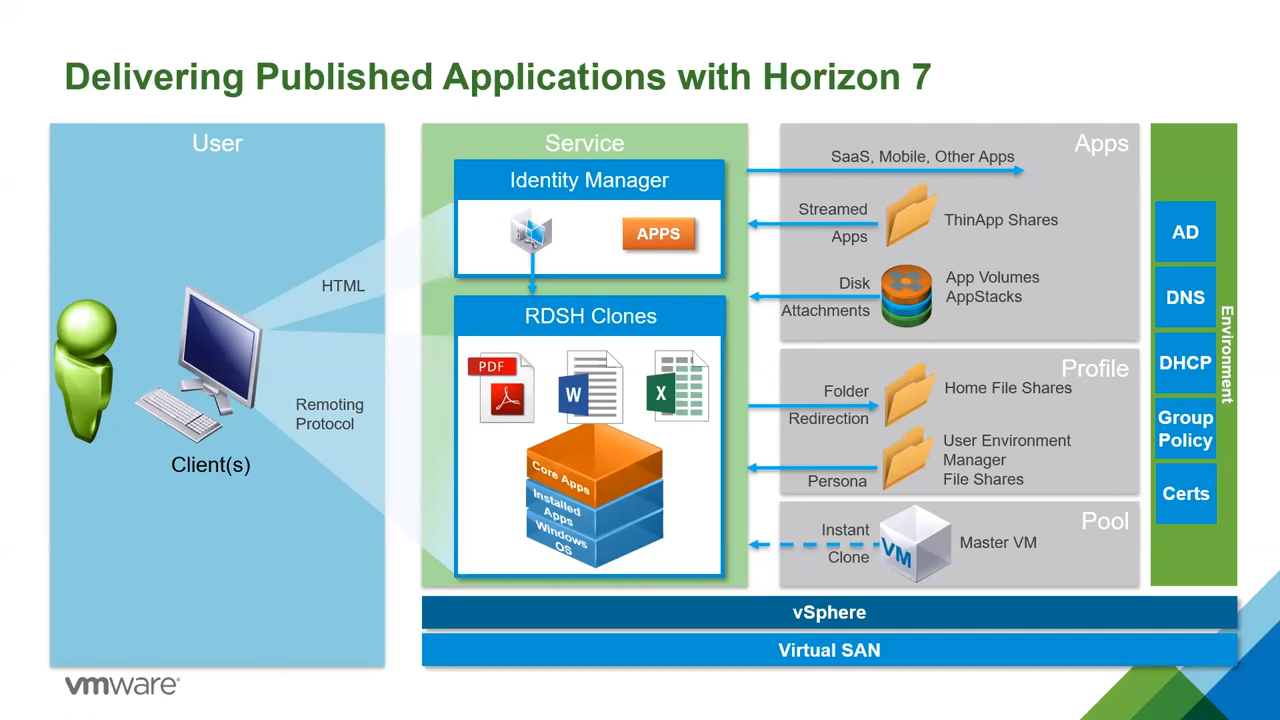 Delivering Published Applications with Horizon 7
User
HTML
Remoting
Protocol
Client(s)
Service
Identity Manager
APPS
RDSH Clones
PDF
W
X
Core Apps
Installed
Apps
Windows
OS
Apps
SaaS, Mobile, Other Apps
Streamed
Apps
ThinApp Shares
Disk
Attachments
App Volumes
AppStacks
Profile
Folder
Redirection
Home File Shares
Persona
User Environment
Manager
File Shares
Pool
Instant
Clone
VM
Master VM
AD
DNS
DHCP
Group
Policy
Certs
Environment
vSphere
Virtual SAN
vmware®